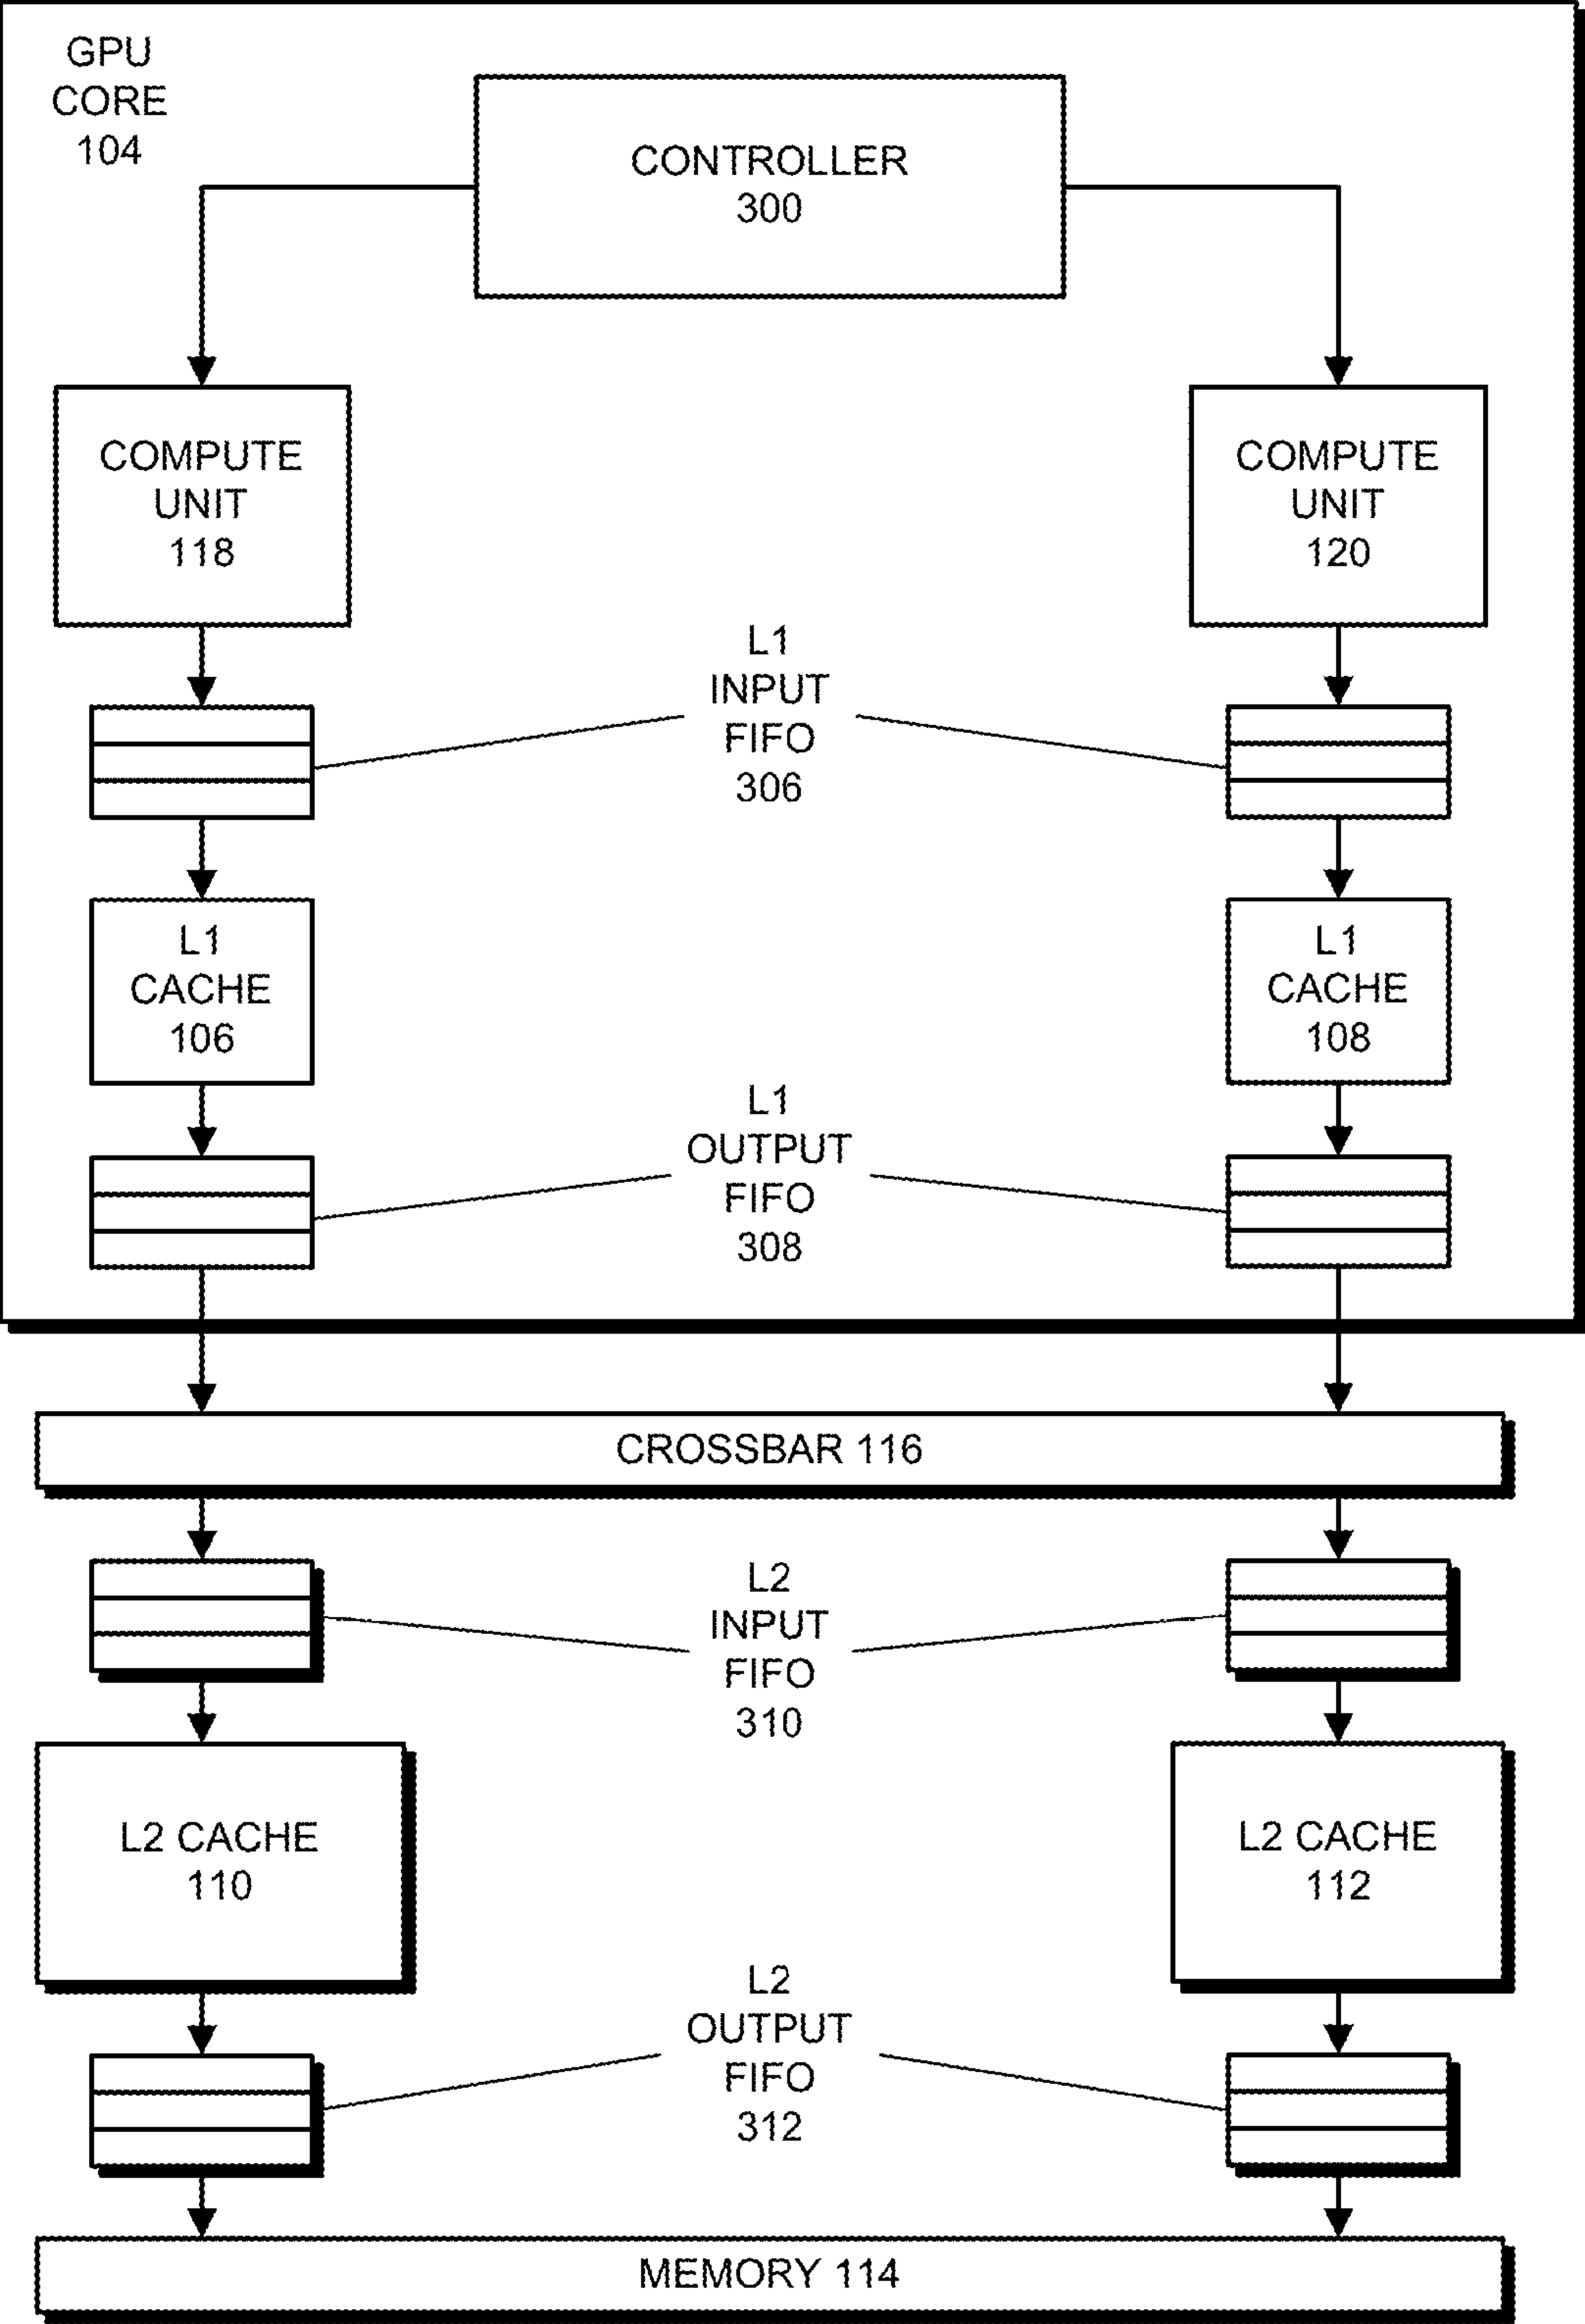 GPU
CORE
104
CONTROLLER
300
COMPUTE
UNIT
118
COMPUTE
UNIT
120
L1
INPUT
FIFO
306
L1
CACHE
106
L1
CACHE
108
L1
OUTPUT
FIFO
308
CROSSBAR 116
L2
INPUT
FIFO
310
L2 CACHE
110
L2 CACHE
112
L2
OUTPUT
FIFO
312
MEMORY 114